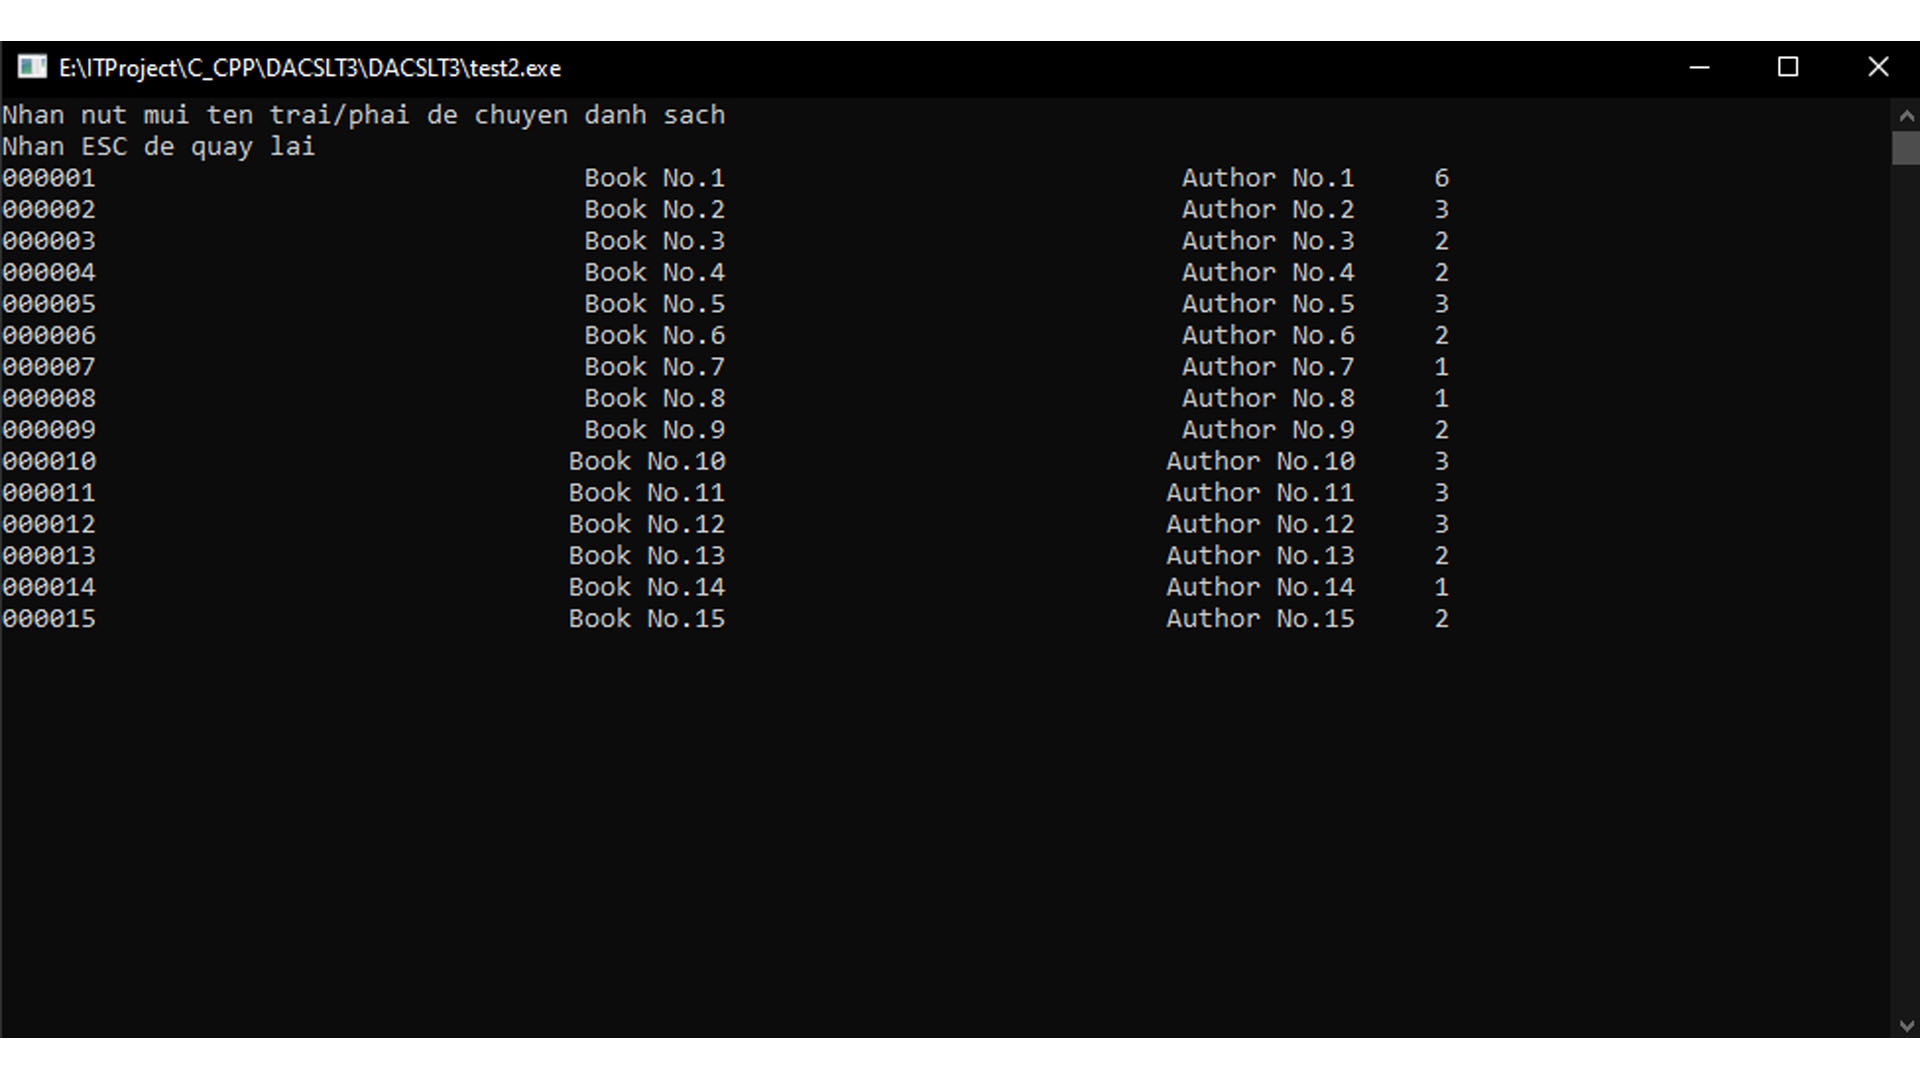 E:\ITProject\C_CPP\DACSLT3\DACSLT3\test2.exe
Nhan nut mui ten trai/phai de chuyen danh sach
Nhan ESC de quay lai
000001 Book No.1 Author No.1 6
000002 Book No.2 Author No.2 3
000003 Book No.3 Author No.3 2
000004 Book No.4 Author No.4 2
000005 Book No.5 Author No.5 3
000006 Book No.6 Author No.6 2
000007 Book No.7 Author No.7 1
000008 Book No.8 Author No.8 1
000009 Book No.9 Author No.9 2
000010 Book No.10 Author No.10 3
000011 Book No.11 Author No.11 3
000012 Book No.12 Author No.12 3
000013 Book No.13 Author No.13 2
000014 Book No.14 Author No.14 1
000015 Book No.15 Author No.15 2